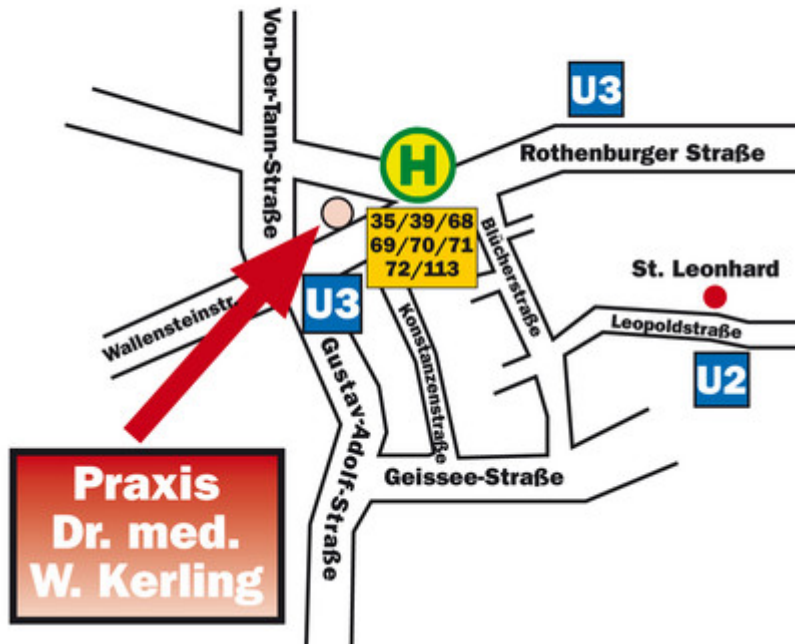 Von-Der-Tann-Straße
U3
H
Rothenburger Straße
35/39/68
69/70/71
72/113
Blücherstraße
St. Leonhard
Wallensteinstr.
U3
Leopoldstraße
Konstanzenstraße
U2
Gustav-Adolf-Straße
Geissee-Straße
Praxis
Dr. med.
W. Kerling